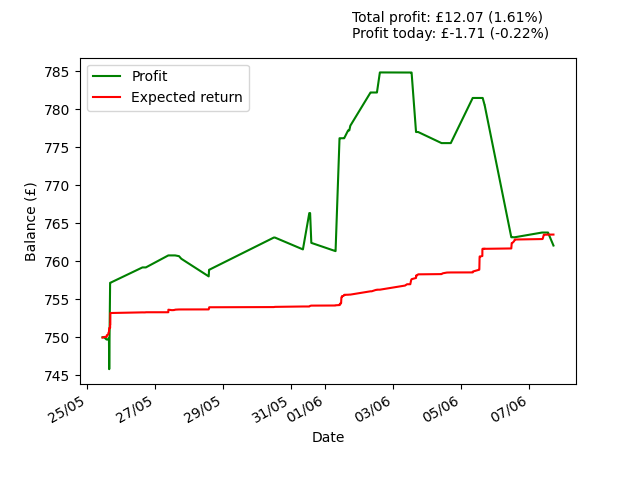 Total profit: £12.07 (1.61%)
Profit today: £-1.71 (-0.22%)
Profit
Expected return
Balance (£)
785
780
775
770
765
760
755
750
745
25/05
27/05
29/05
31/05
01/06
03/06
05/06
07/06
Date